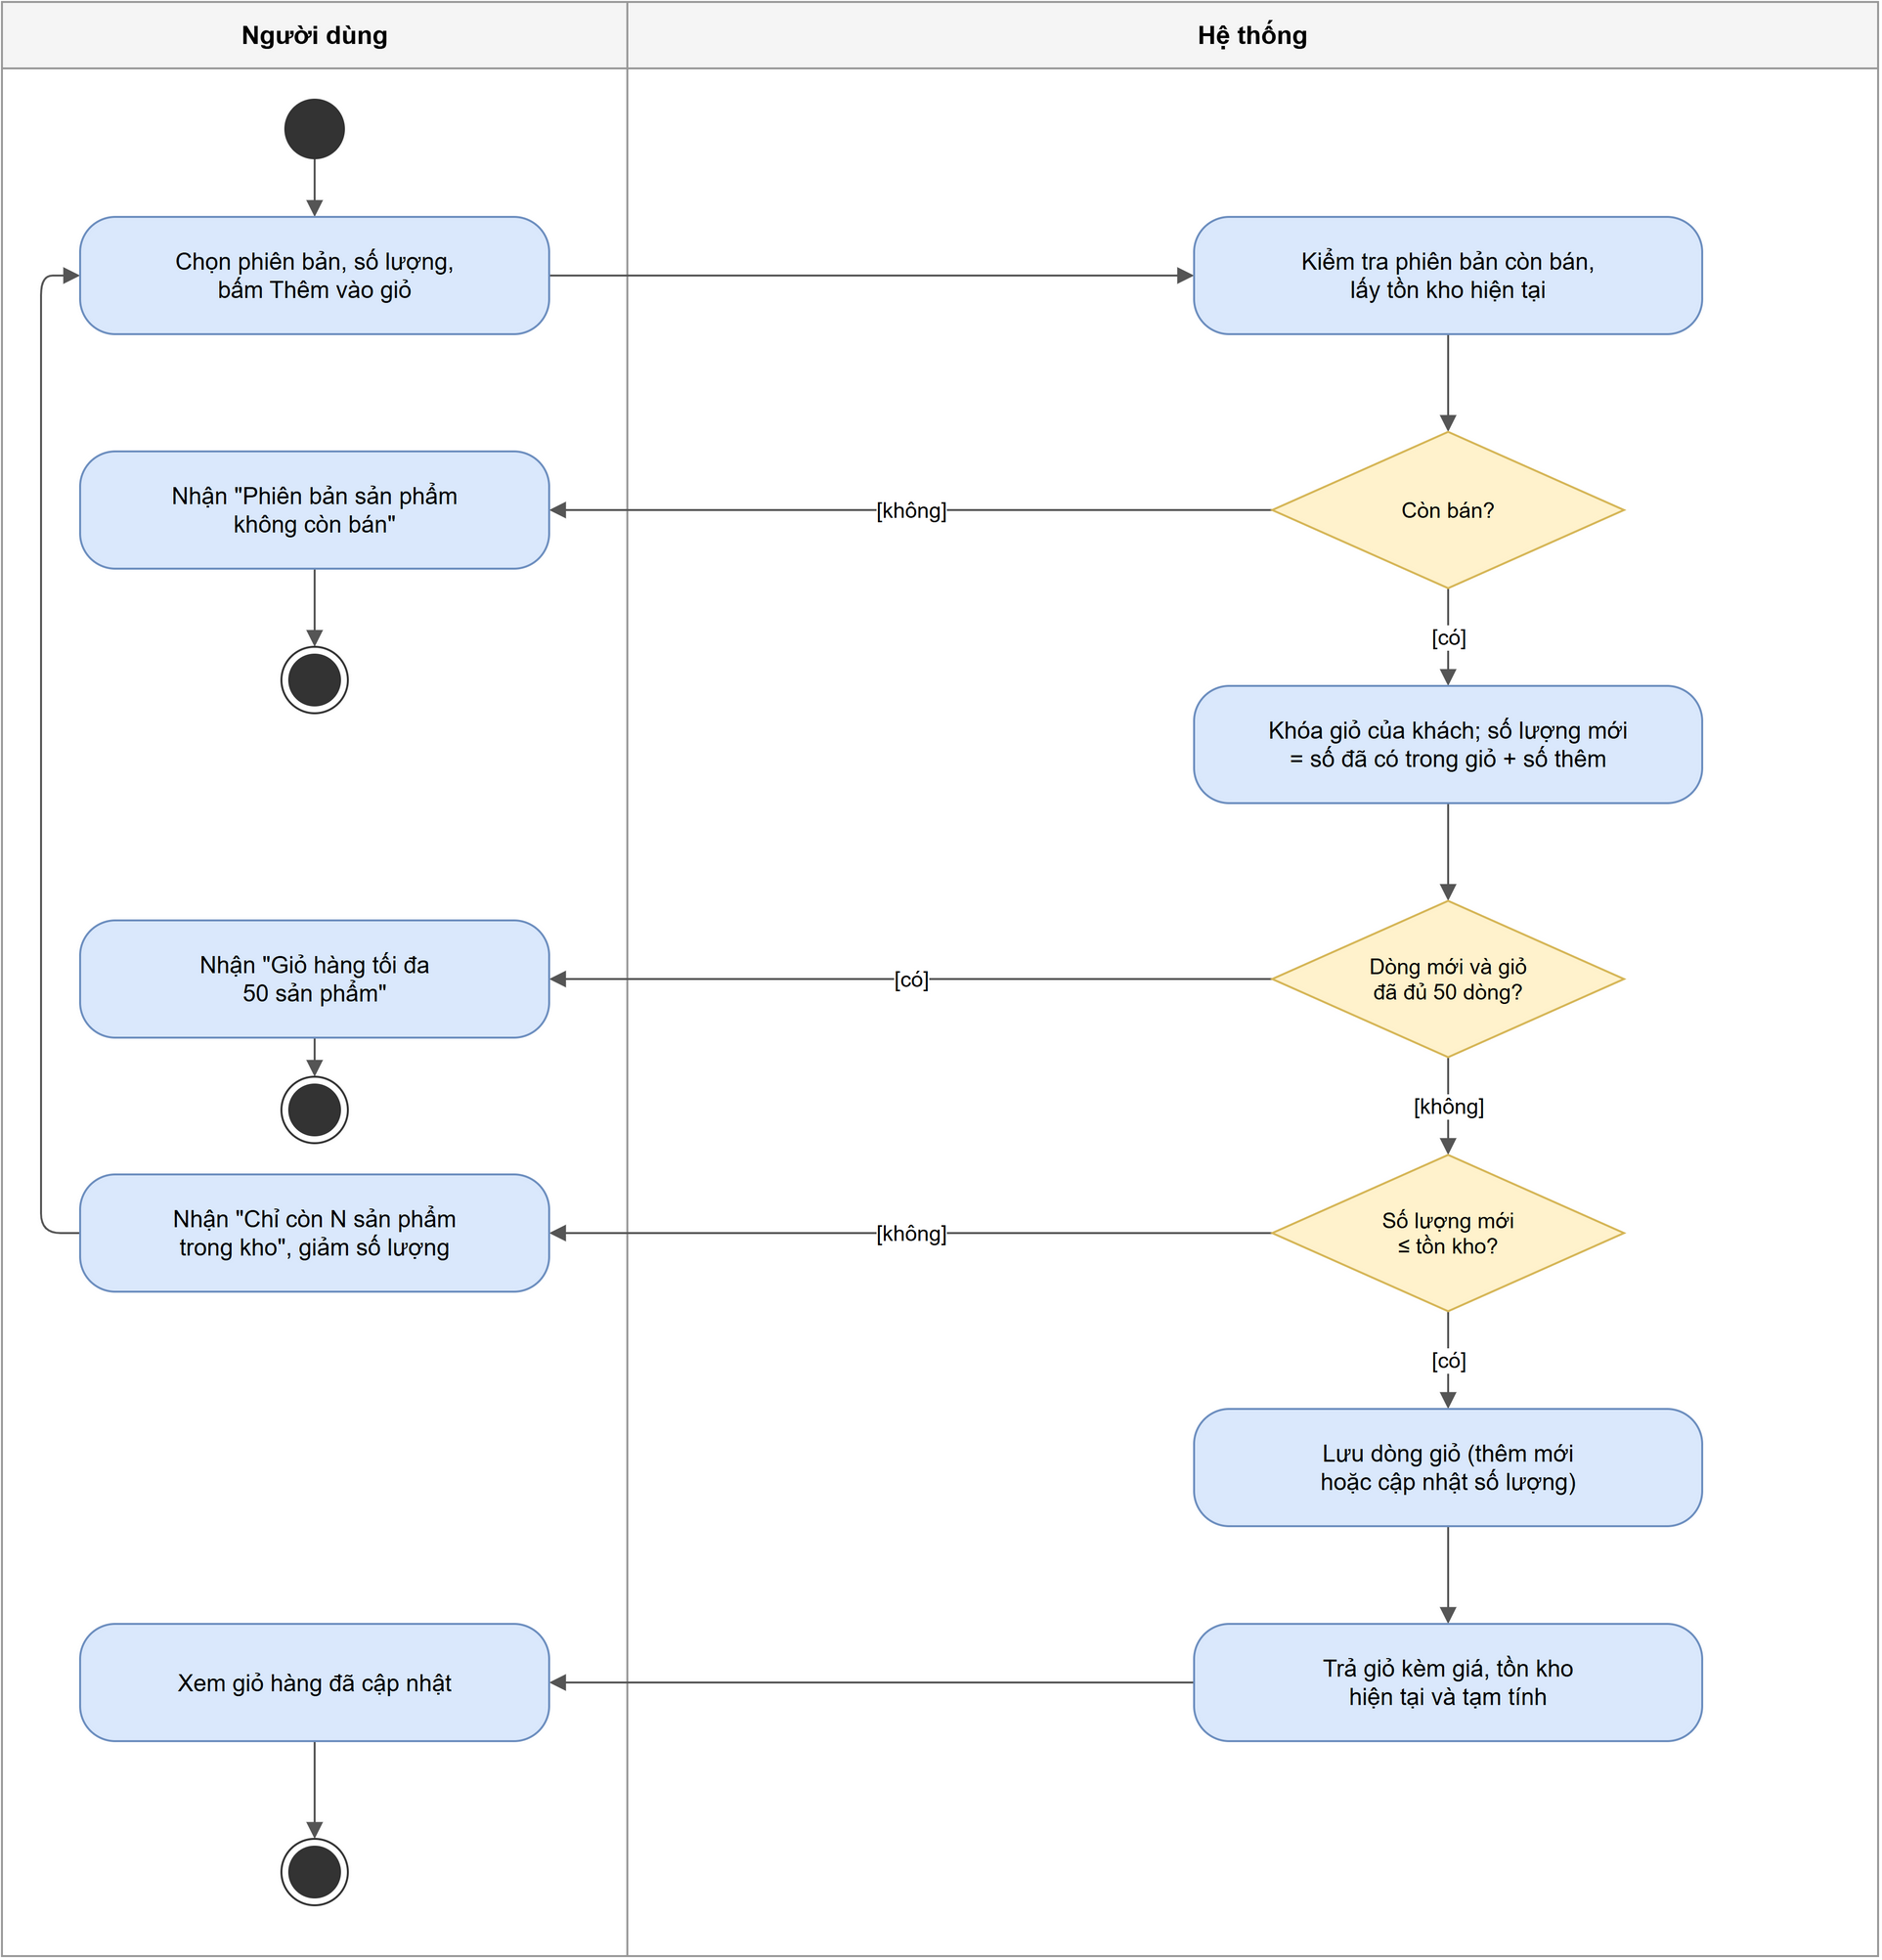 Người dùng
Hệ thống
Chọn phiên bản, số lượng,
bấm Thêm vào giỏ
Kiểm tra phiên bản còn bán,
lấy tồn kho hiện tại
Nhận "Phiên bản sản phẩm
không còn bán"
[không]
Còn bán?
[có]
Khóa giỏ của khách; số lượng mới
= số đã có trong giỏ + số thêm
Nhận "Giỏ hàng tối đa
50 sản phẩm"
[có]
Dòng mới và giỏ
đã đủ 50 dòng?
[không]
Nhận "Chỉ còn N sản phẩm
trong kho", giảm số lượng
[không]
Số lượng mới
≤ tồn kho?
[có]
Lưu dòng giỏ (thêm mới
hoặc cập nhật số lượng)
Xem giỏ hàng đã cập nhật
Trả giỏ kèm giá, tồn kho
hiện tại và tạm tính